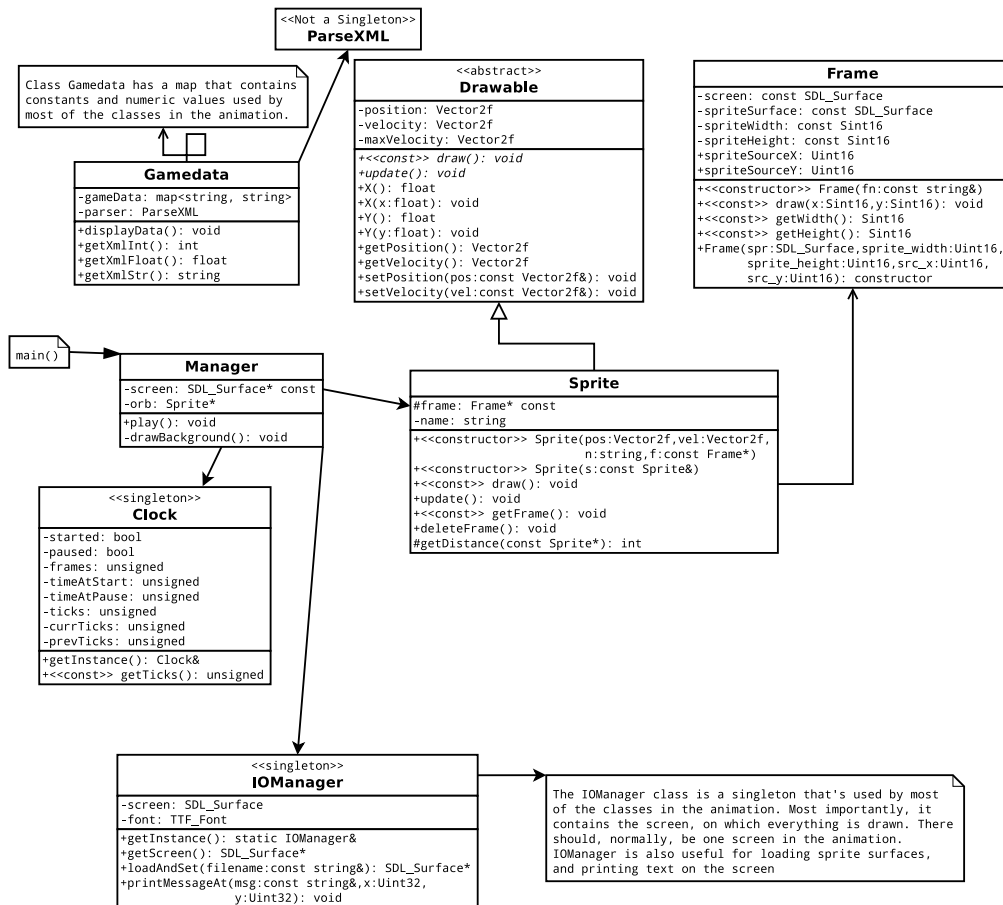 <<Not a Singleton>>
ParseXML
Class Gamedata has a map that contains
constants and numeric values used by
most of the classes in the animation.
Gamedata
-gameData: map<string, string>
-parser: ParseXML
+displayData(): void
+getXmlInt(): int
+getXmlFloat(): float
+getXmlStr(): string
<<abstract>>
Drawable
-position: Vector2f
-velocity: Vector2f
-maxVelocity: Vector2f
+<<const>> draw(): void
+update(): void
+X(): float
+X(x:float): void
+Y(): float
+Y(y:float): void
+getPosition(): Vector2f
+getVelocity(): Vector2f
+setPosition(pos:const Vector2f&): void
+setVelocity(vel:const Vector2f&): void
Frame
-screen: const SDL_Surface
-spriteSurface: const SDL_Surface
-spriteWidth: const Sint16
-spriteHeight: const Sint16
+spriteSourceX: Uint16
+spriteSourceY: Uint16
+<<constructor>> Frame(fn:const string&)
+<<const>> draw(x:Sint16,y:Sint16): void
+<<const>> getWidth(): Sint16
+<<const>> getHeight(): Sint16
+Frame(spr:SDL_Surface,sprite_width:Uint16,
sprite_height:Uint16,src_x:Uint16,
src_y:Uint16): constructor
main()
Manager
-screen: SDL_Surface* const
-orb: Sprite*
+play(): void
-drawBackground(): void
Sprite
#frame: Frame* const
-name: string
+<<constructor>> Sprite(pos:Vector2f,vel:Vector2f,
n:string,f:const Frame*)
+<<constructor>> Sprite(s:const Sprite&)
+<<const>> draw(): void
+update(): void
+<<const>> getFrame(): void
+deleteFrame(): void
#getDistance(const Sprite*): int
<<singleton>>
Clock
-started: bool
-paused: bool
-frames: unsigned
-timeAtStart: unsigned
-timeAtPause: unsigned
-ticks: unsigned
-currTicks: unsigned
-prevTicks: unsigned
+getInstance(): Clock&
+<<const>> getTicks(): unsigned
<<singleton>>
IOManager
-screen: SDL_Surface
-font: TTF_Font
+getInstance(): static IOManager&
+getScreen(): SDL_Surface*
+loadAndSet(filename:const string&): SDL_Surface*
+printMessageAt(msg:const string&,x:Uint32,
y:Uint32): void
The IOManager class is a singleton that's used by most
of the classes in the animation. Most importantly, it
contains the screen, on which everything is drawn. There
should, normally, be one screen in the animation.
IOManager is also useful for loading sprite surfaces,
and printing text on the screen